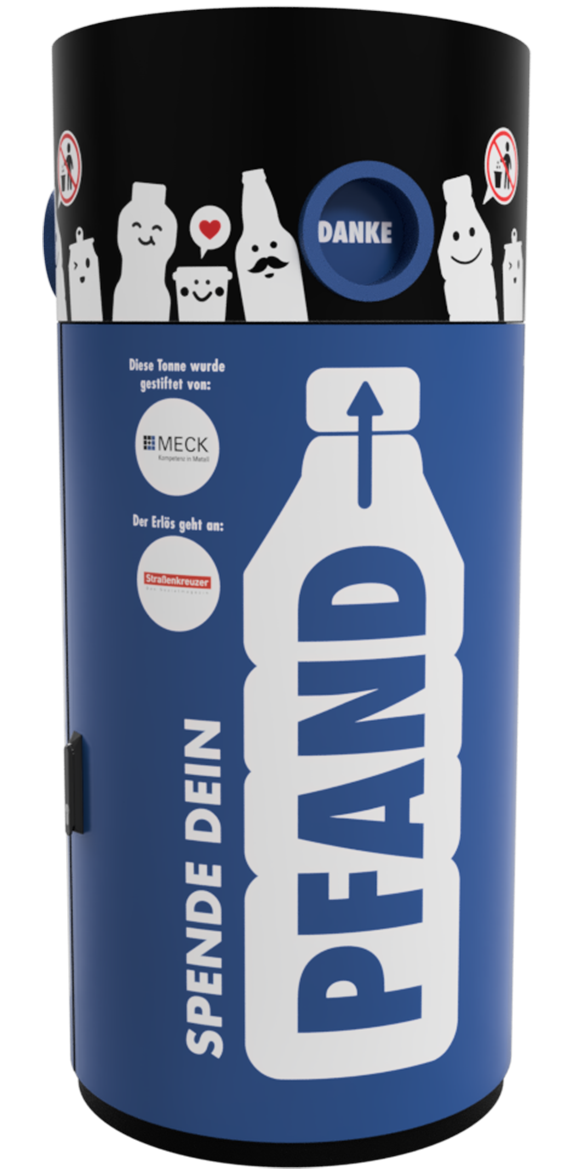 DANKE
Diese Tonne wurde
gestiftet von:
MECK
Kompetenz in Metall
Der Erlös geht an:
Straßenkreuzer
SPENDE DEIN
PFAND